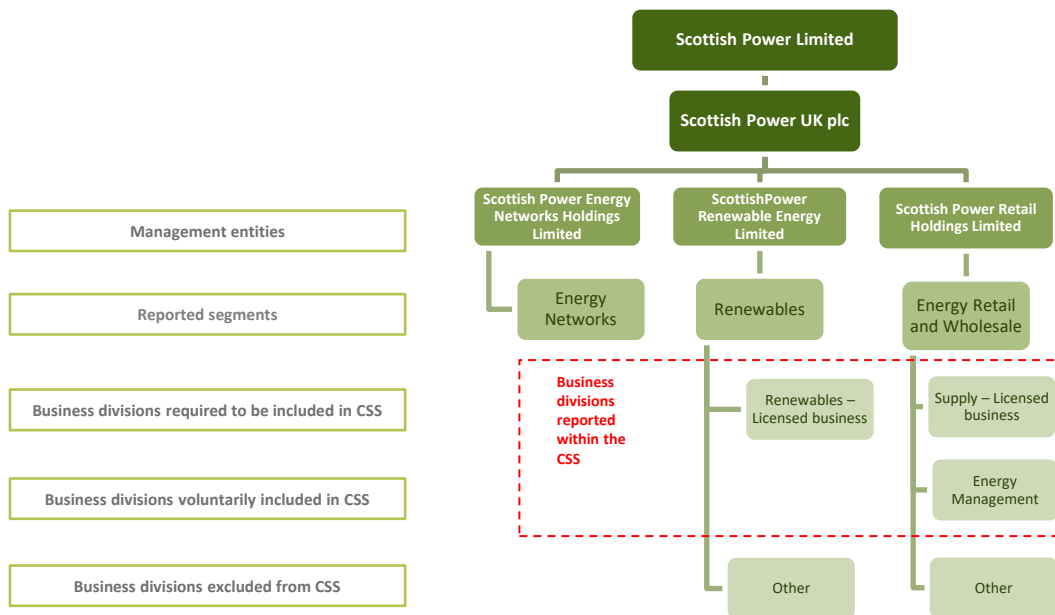 Scottish Power Limited
Scottish Power UK plc
Management entities
Scottish Power Energy
Networks Holdings
Limited
ScottishPower
Renewable Energy
Limited
Scottish Power Retail
Holdings Limited
Reported segments
Energy
Networks
Renewables
Energy Retail
and Wholesale
Business divisions required to be included in CSS
Business
divisions
reported
within the
CSS
Renewables –
Licensed business
Supply – Licensed
business
Business divisions voluntarily included in CSS
Energy
Management
Business divisions excluded from CSS
Other
Other